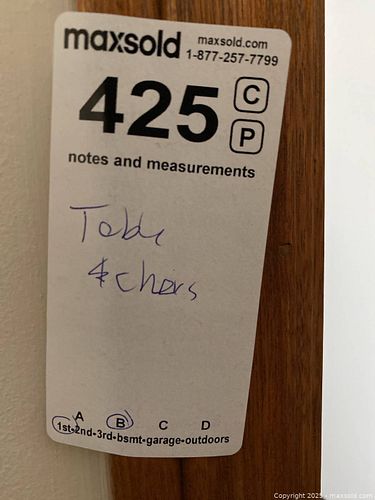 maxsold maxsold.com
1-877-257-7799
425 C
P
notes and measurements
Table
& chairs
A B C D
1st-2nd-3rd-bsmt-garage-outdoors
Copyright 2025 - maxsold.com